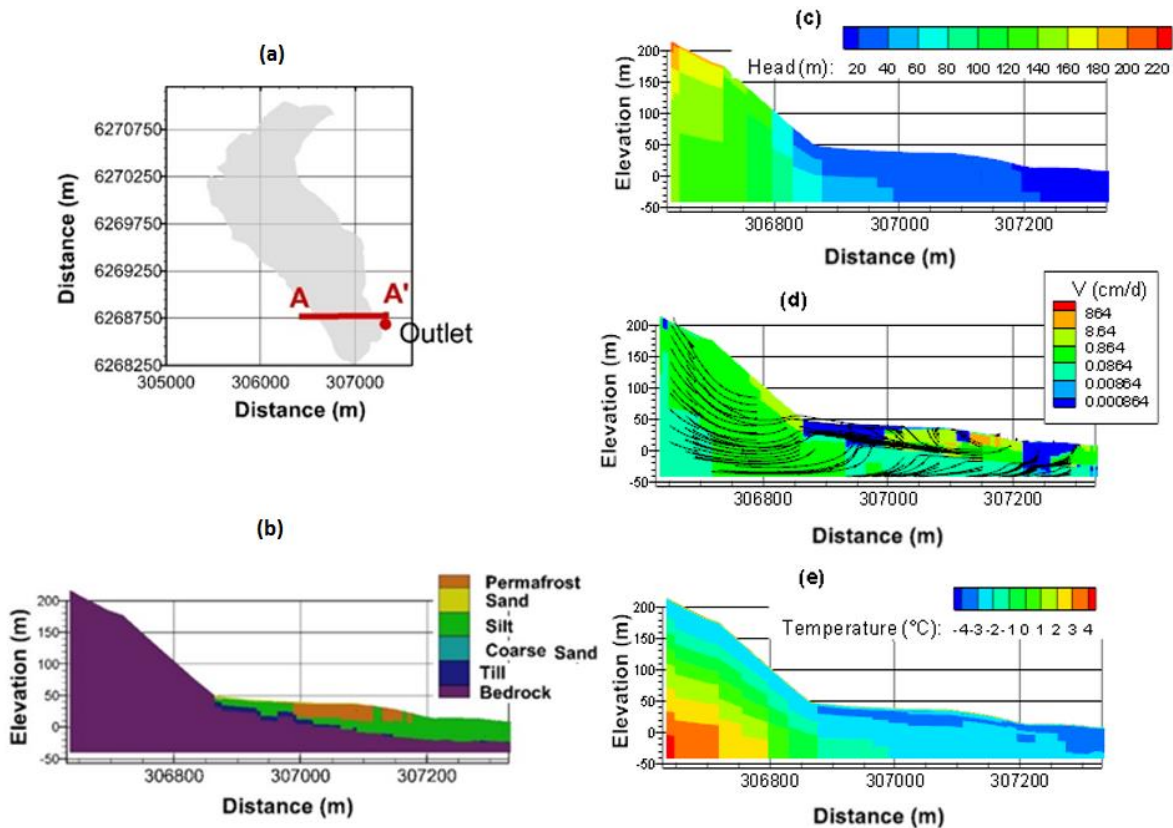 (a)
6270750
6270250
6269750
6269250
6268750
6268250
Distance (m)
A
A'
Outlet
305000 306000 307000
Distance (m)
(b)
200
150
100
50
0
-50
Elevation (m)
Permafrost
Sand
Silt
Coarse Sand
Till
Bedrock
306800 307000 307200
Distance (m)
(c)
200
150
100
50
0
-50
Elevation (m)
Head (m): 20 40 60 80 100 120 140 160 180 200 220
306800 307000 307200
Distance (m)
(d)
200
150
100
50
0
-50
Elevation (m)
V (cm/d)
864
8.64
0.864
0.0864
0.00864
0.000864
306800 307000 307200
Distance (m)
(e)
200
150
100
50
0
-50
Elevation (m)
Temperature (°C): -4 -3 -2 -1 0 1 2 3 4
306800 307000 307200
Distance (m)